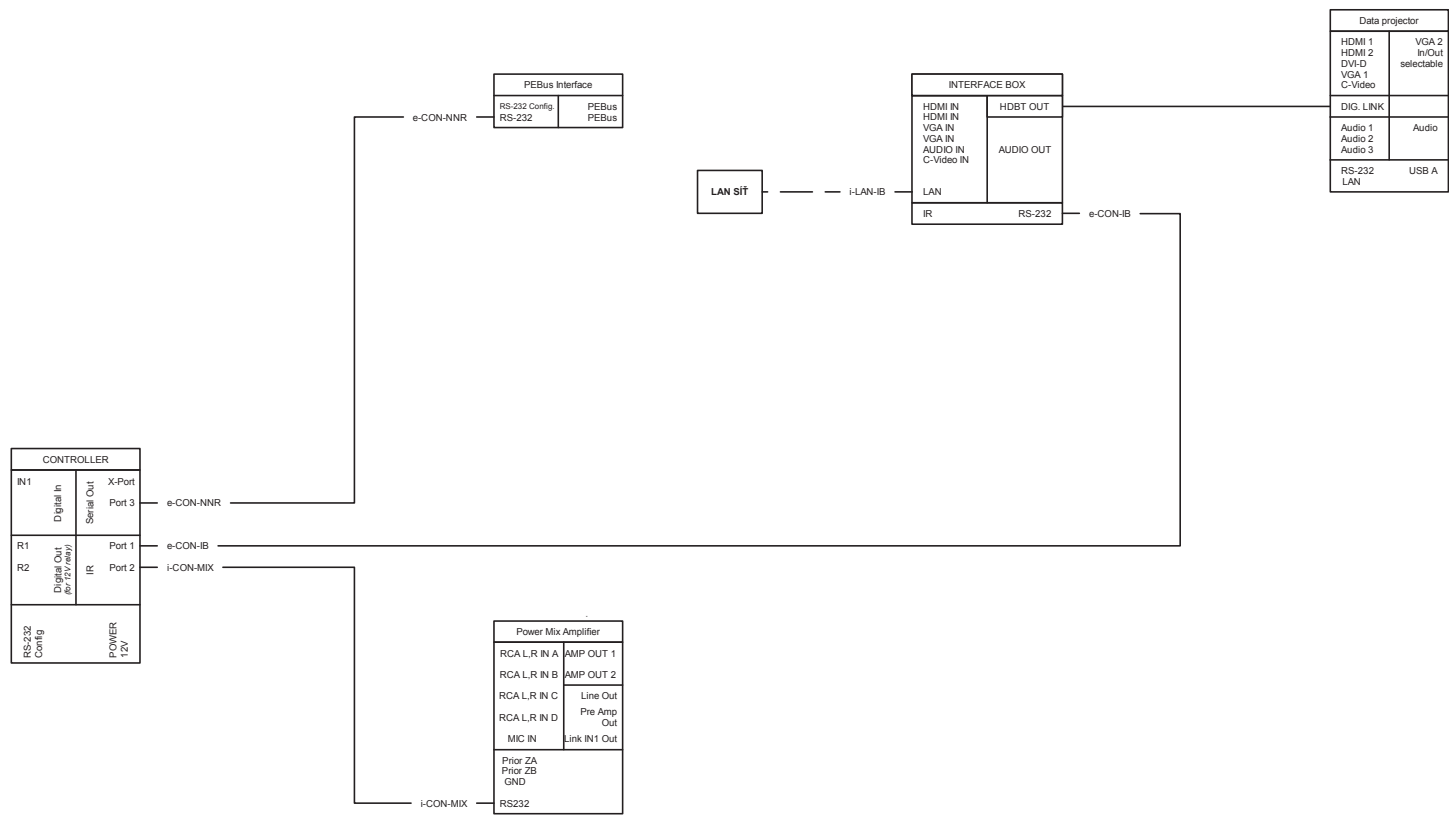 Data projector
HDMI 1
HDMI 2
DVI-D
VGA 1
C-Video
VGA 2
In/Out
selectable
DIG. LINK
Audio 1
Audio 2
Audio 3
Audio
RS-232
LAN
USB A
PEBus Interface
RS-232 Config.
RS-232
PEBus
PEBus
e-CON-NNR
INTERFACE BOX
HDMI IN
HDMI IN
VGA IN
VGA IN
AUDIO IN
C-Video IN
LAN
HDBT OUT
AUDIO OUT
IR
RS-232
e-CON-IB
LAN SÍŤ
i-LAN-IB
CONTROLLER
IN1
Digital In
Serial Out
X-Port
Port 3
e-CON-NNR
R1
R2
Digital Out
(for 12V relay)
IR
Port 1
Port 2
e-CON-IB
i-CON-MIX
RS-232
Config
POWER
12V
Power Mix Amplifier
RCA L,R IN A
RCA L,R IN B
RCA L,R IN C
RCA L,R IN D
MIC IN
AMP OUT 1
AMP OUT 2
Line Out
Pre Amp
Out
Link IN1 Out
Prior ZA
Prior ZB
GND
RS232
i-CON-MIX